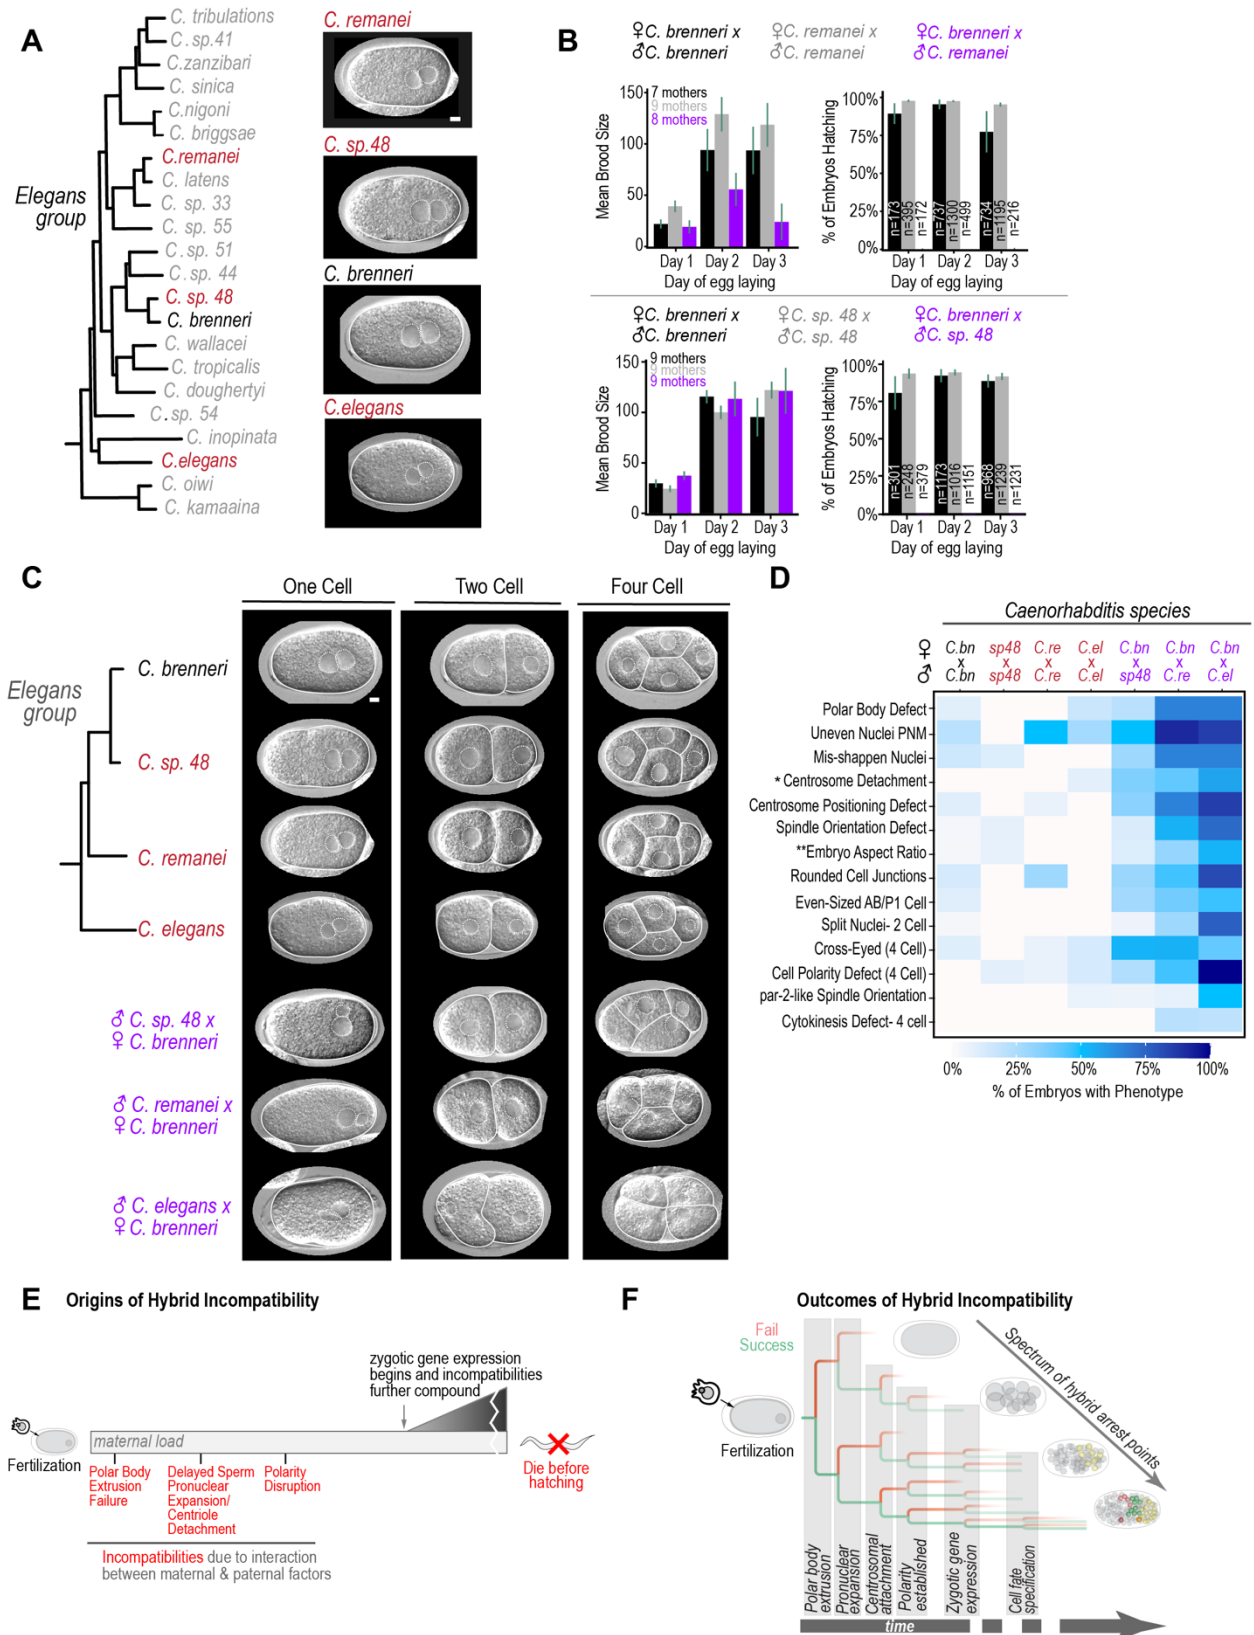 A
C. tribulations
C. sp.41
C.zanzibari
C. sinica
C.nigoni
C. briggsae
C.remanei
C. latens
C. sp. 33
C. sp. 55
C. sp. 51
C. sp. 44
C. sp. 48
C. brenneri
C. wallacei
C. tropicalis
C. doughertyi
C. sp. 54
C. inopinata
C.elegans
C. oiwi
C. kamaaina
Elegans
group
C. remanei
C. sp.48
C. brenneri
C.elegans
B
♀C. brenneri x
♂C. brenneri
♀C. remanei x
♂C. remanei
♀C. brenneri x
♂C. remanei
Mean Brood Size
150
100
50
0
7 mothers
9 mothers
8 mothers
Day 1 Day 2 Day 3
Day of egg laying
% of Embryos Hatching
100%
75%
50%
25%
0%
n=173
n=395
n=172
n=737
n=1300
n=499
n=734
n=1195
n=216
Day 1 Day 2 Day 3
Day of egg laying
♀C. brenneri x
♂C. brenneri
♀C. sp. 48 x
♂C. sp. 48
♀C. brenneri x
♂C. sp. 48
Mean Brood Size
150
100
50
0
9 mothers
9 mothers
9 mothers
Day 1 Day 2 Day 3
Day of egg laying
% of Embryos Hatching
100%
75%
50%
25%
0%
n=301
n=248
n=379
n=1173
n=1016
n=1151
n=968
n=1239
n=1231
Day 1 Day 2 Day 3
Day of egg laying
C
One Cell
Two Cell
Four Cell
Elegans
group
C. brenneri
C. sp. 48
C. remanei
C. elegans
♂ C. sp. 48 x
♀ C. brenneri
♂ C. remanei x
♀ C. brenneri
♂ C. elegans x
♀ C. brenneri
D
Caenorhabditis species
♀ C.bn sp48 C.re C.el C.bn C.bn C.bn
x x x x x x x
♂ C.bn sp48 C.re C.el sp48 C.re C.el
Polar Body Defect
Uneven Nuclei PNM
Mis-shappen Nuclei
* Centrosome Detachment
Centrosome Positioning Defect
Spindle Orientation Defect
**Embryo Aspect Ratio
Rounded Cell Junctions
Even-Sized AB/P1 Cell
Split Nuclei- 2 Cell
Cross-Eyed (4 Cell)
Cell Polarity Defect (4 Cell)
par-2-like Spindle Orientation
Cytokinesis Defect- 4 cell
0% 25% 50% 75% 100%
% of Embryos with Phenotype
E Origins of Hybrid Incompatibility
zygotic gene expression
begins and incompatibilities
further compound
maternal load
Fertilization
Polar Body
Extrusion
Failure
Delayed Sperm
Pronuclear
Expansion/
Centriole
Detachment
Polarity
Disruption
Die before
hatching
Incompatibilities due to interaction
between maternal & paternal factors
F Outcomes of Hybrid Incompatibility
Fail
Success
Spectrum of hybrid arrest points
Fertilization
Polar body
extrusion
Pronuclear
expansion
Centrosomal
attachment
Polarity
established
Zygotic gene
expression
Cell fate
specification
time